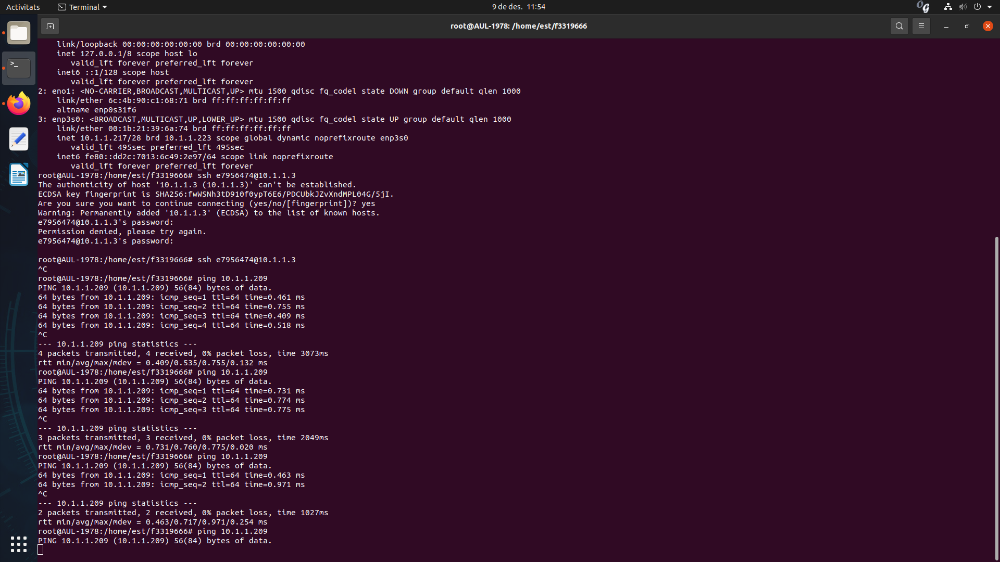 Activitats
Terminal
9 de des.  11:54
root@AUL-1978: /home/est/f3319666
    link/loopback 00:00:00:00:00:00 brd 00:00:00:00:00:00
    inet 127.0.0.1/8 scope host lo
       valid_lft forever preferred_lft forever
    inet6 ::1/128 scope host
       valid_lft forever preferred_lft forever
2: eno1: <NO-CARRIER,BROADCAST,MULTICAST,UP> mtu 1500 qdisc fq_codel state DOWN group default qlen 1000
    link/ether 6c:4b:90:c1:68:71 brd ff:ff:ff:ff:ff:ff
    altname enp0s31f6
3: enp3s0: <BROADCAST,MULTICAST,UP,LOWER_UP> mtu 1500 qdisc fq_codel state UP group default qlen 1000
    link/ether 00:1b:21:39:6a:74 brd ff:ff:ff:ff:ff:ff
    inet 10.1.1.217/28 brd 10.1.1.223 scope global dynamic noprefixroute enp3s0
       valid_lft 495sec preferred_lft 495sec
    inet6 fe80::dd2c:7013:6c49:2e97/64 scope link noprefixroute
       valid_lft forever preferred_lft forever
root@AUL-1978:/home/est/f3319666# ssh e7956474@10.1.1.3
The authenticity of host '10.1.1.3 (10.1.1.3)' can't be established.
ECDSA key fingerprint is SHA256:fwWSNh3tD910f0ypT6E6/PDCUbkJZvXndMPL04G/5jI.
Are you sure you want to continue connecting (yes/no/[fingerprint])? yes
Warning: Permanently added '10.1.1.3' (ECDSA) to the list of known hosts.
e7956474@10.1.1.3's password:
Permission denied, please try again.
e7956474@10.1.1.3's password:

root@AUL-1978:/home/est/f3319666# ssh e7956474@10.1.1.3
^C
root@AUL-1978:/home/est/f3319666# ping 10.1.1.209
PING 10.1.1.209 (10.1.1.209) 56(84) bytes of data.
64 bytes from 10.1.1.209: icmp_seq=1 ttl=64 time=0.461 ms
64 bytes from 10.1.1.209: icmp_seq=2 ttl=64 time=0.755 ms
64 bytes from 10.1.1.209: icmp_seq=3 ttl=64 time=0.409 ms
64 bytes from 10.1.1.209: icmp_seq=4 ttl=64 time=0.518 ms
^C
--- 10.1.1.209 ping statistics ---
4 packets transmitted, 4 received, 0% packet loss, time 3073ms
rtt min/avg/max/mdev = 0.409/0.535/0.755/0.132 ms
root@AUL-1978:/home/est/f3319666# ping 10.1.1.209
PING 10.1.1.209 (10.1.1.209) 56(84) bytes of data.
64 bytes from 10.1.1.209: icmp_seq=1 ttl=64 time=0.731 ms
64 bytes from 10.1.1.209: icmp_seq=2 ttl=64 time=0.774 ms
64 bytes from 10.1.1.209: icmp_seq=3 ttl=64 time=0.775 ms
^C
--- 10.1.1.209 ping statistics ---
3 packets transmitted, 3 received, 0% packet loss, time 2049ms
rtt min/avg/max/mdev = 0.731/0.760/0.775/0.020 ms
root@AUL-1978:/home/est/f3319666# ping 10.1.1.209
PING 10.1.1.209 (10.1.1.209) 56(84) bytes of data.
64 bytes from 10.1.1.209: icmp_seq=1 ttl=64 time=0.463 ms
64 bytes from 10.1.1.209: icmp_seq=2 ttl=64 time=0.971 ms
^C
--- 10.1.1.209 ping statistics ---
2 packets transmitted, 2 received, 0% packet loss, time 1027ms
rtt min/avg/max/mdev = 0.463/0.717/0.971/0.254 ms
root@AUL-1978:/home/est/f3319666# ping 10.1.1.209
PING 10.1.1.209 (10.1.1.209) 56(84) bytes of data.